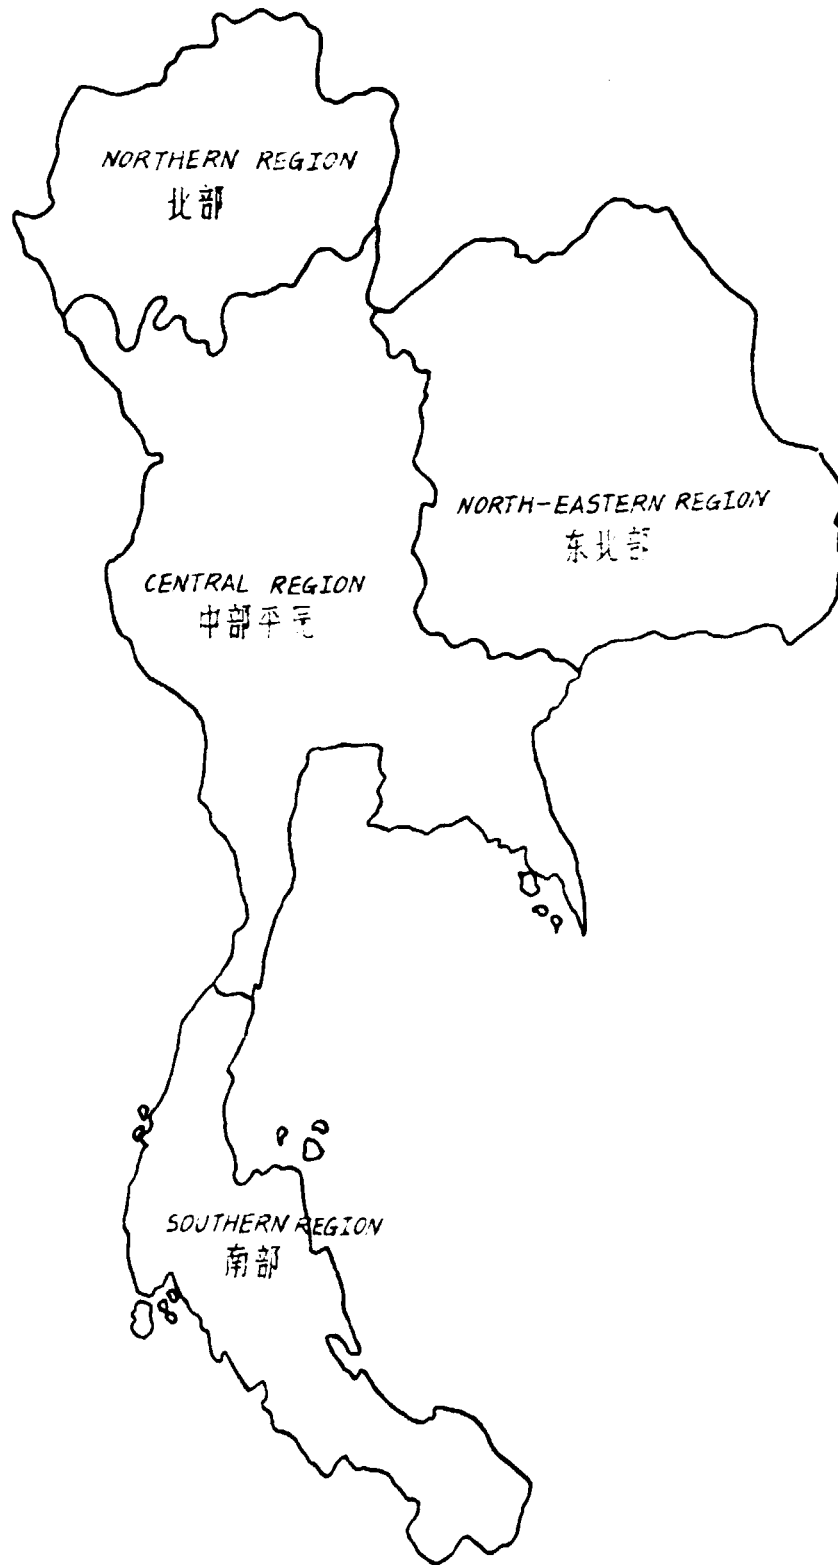 NORTHERN REGION
北部
NORTH-EASTERN REGION
东北部
CENTRAL REGION
中部平原
SOUTHERN REGION
南部